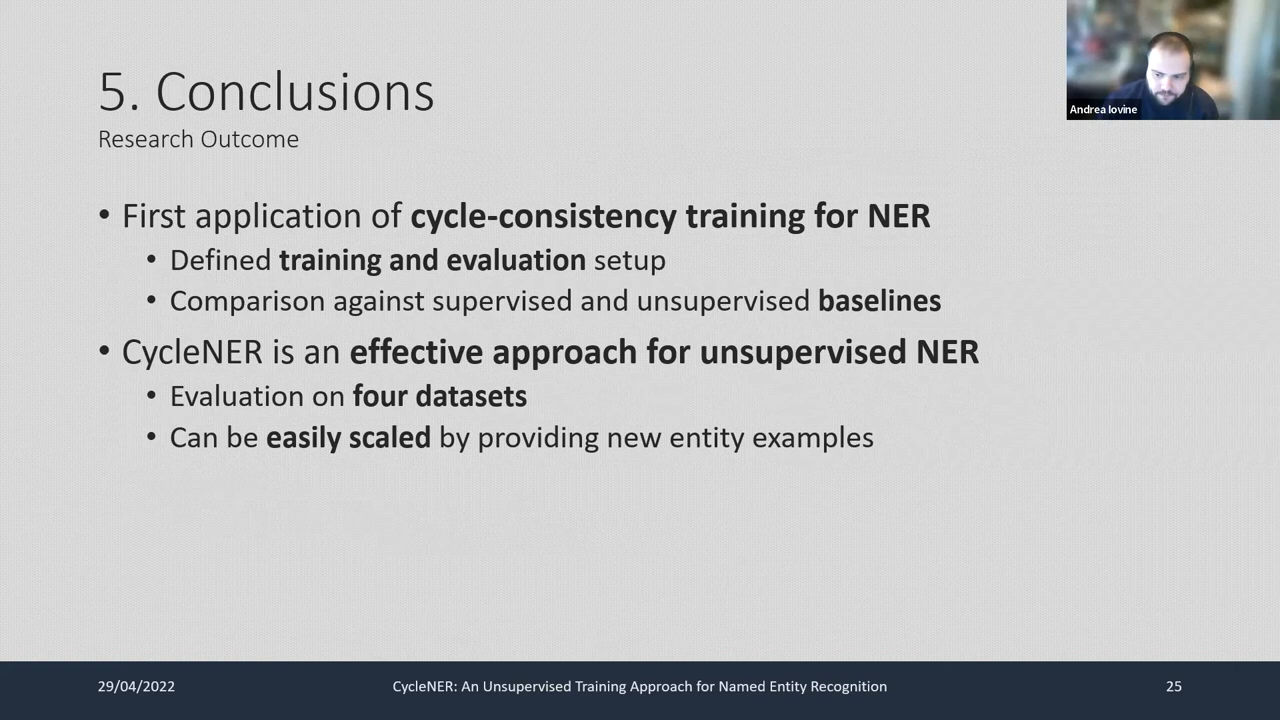 5. Conclusions
Research Outcome
Andrea Iovine
• First application of cycle-consistency training for NER
• Defined training and evaluation setup
• Comparison against supervised and unsupervised baselines
• CycleNER is an effective approach for unsupervised NER
• Evaluation on four datasets
• Can be easily scaled by providing new entity examples
29/04/2022
CycleNER: An Unsupervised Training Approach for Named Entity Recognition
25